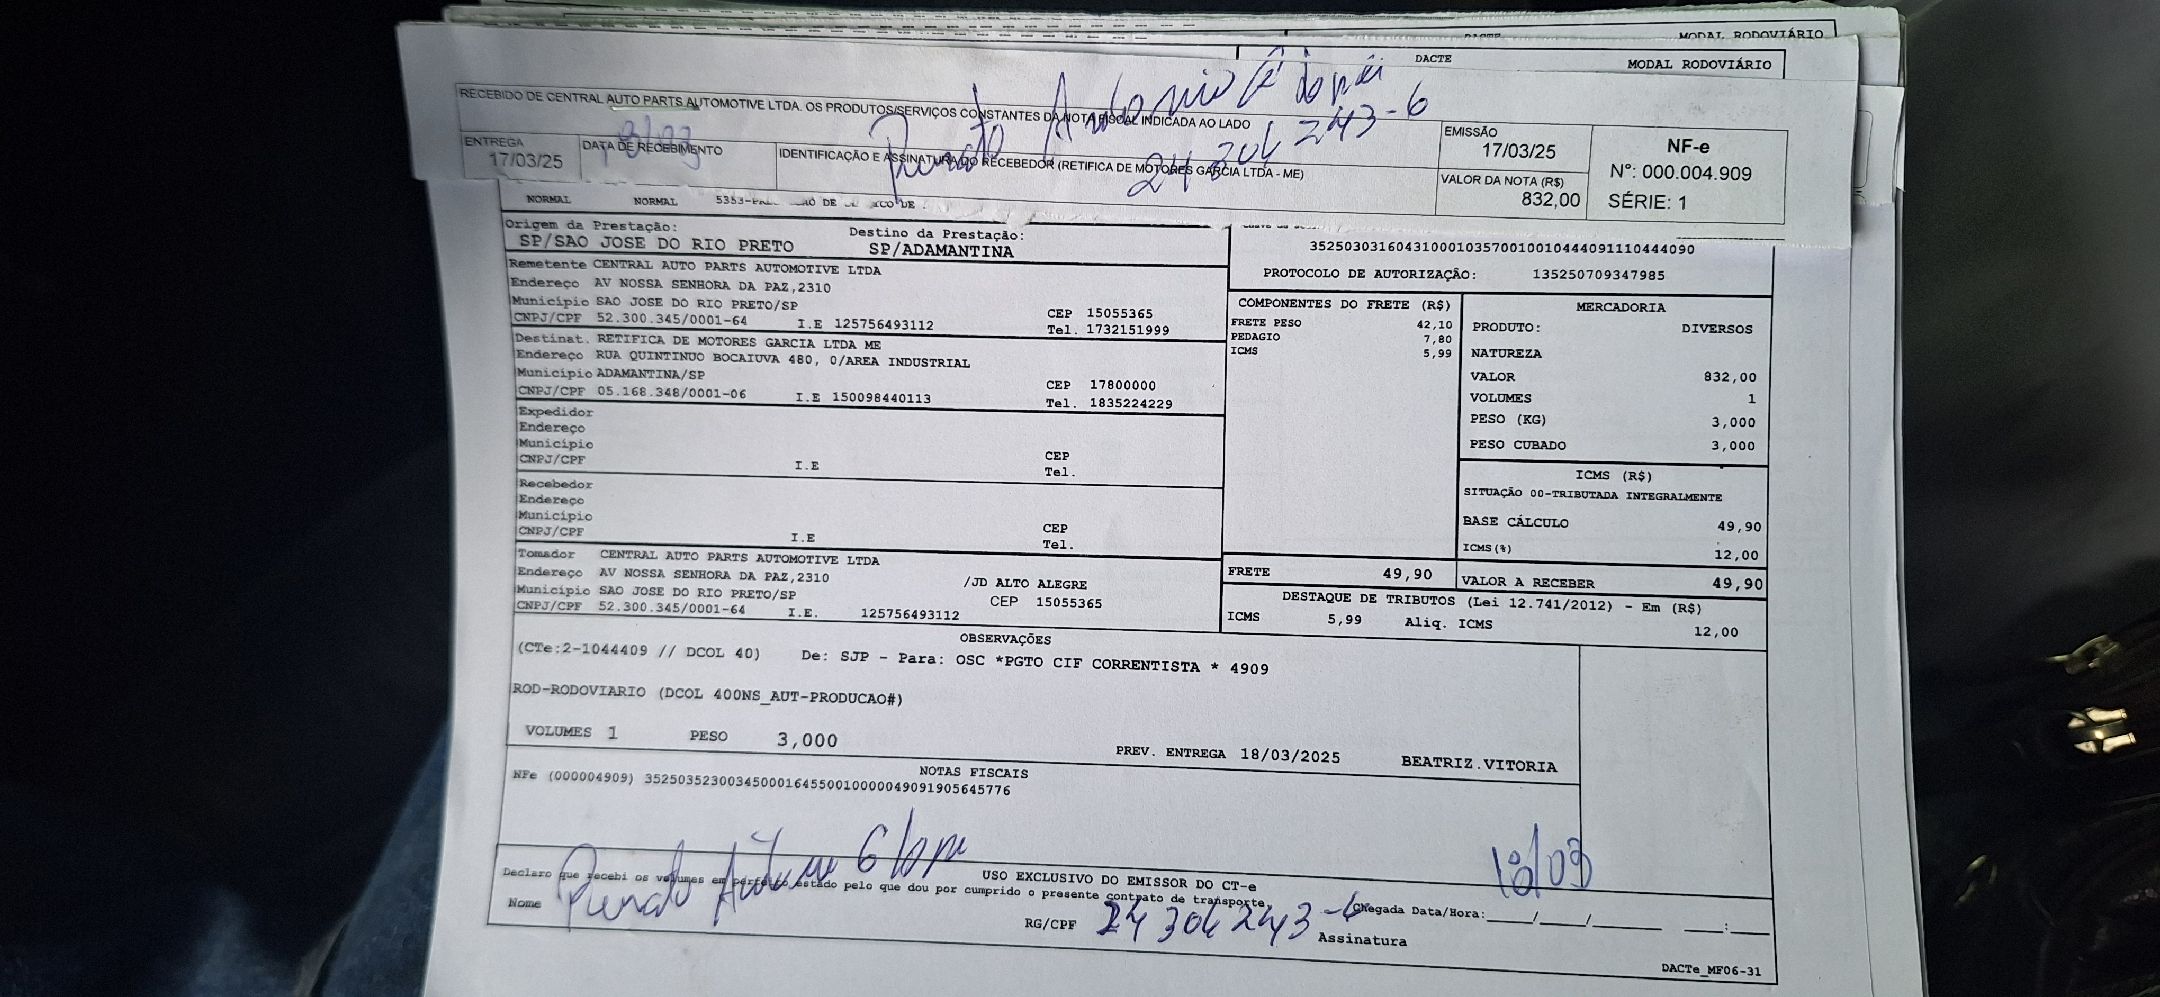 MODAL RODOVIÁRIO
DACTE MODAL RODOVIÁRIO
RECEBIDO DE CENTRAL AUTO PARTS AUTOMOTIVE LTDA. OS PRODUTOS/SERVIÇOS CONSTANTES DA NOTA FISCAL INDICADA AO LADO
24 304 243-6
ENTREGA
17/03/25
DATA DE RECEBIMENTO
18/03
IDENTIFICAÇÃO E ASSINATURA DO RECEBEDOR (RETIFICA DE MOTORES GARCIA LTDA - ME)
EMISSÃO
17/03/25
VALOR DA NOTA (R$)
832,00
NF-e
Nº: 000.004.909
SÉRIE: 1
NORMAL NORMAL
Origem da Prestação:
SP/SAO JOSE DO RIO PRETO
Destino da Prestação:
SP/ADAMANTINA
Remetente CENTRAL AUTO PARTS AUTOMOTIVE LTDA
Endereço AV NOSSA SENHORA DA PAZ,2310
Município SAO JOSE DO RIO PRETO/SP CEP 15055365
CNPJ/CPF 52.300.345/0001-64 I.E 125756493112 Tel. 1732151999
Destinat. RETIFICA DE MOTORES GARCIA LTDA ME
Endereço RUA QUINTINUO BOCAIUVA 480, 0/AREA INDUSTRIAL
Município ADAMANTINA/SP CEP 17800000
CNPJ/CPF 05.168.348/0001-06 I.E 150098440113 Tel. 1835224229
Expedidor
Endereço
Município CEP
CNPJ/CPF I.E Tel.
Recebedor
Endereço
Município CEP
CNPJ/CPF I.E Tel.
Tomador CENTRAL AUTO PARTS AUTOMOTIVE LTDA
Endereço AV NOSSA SENHORA DA PAZ,2310 /JD ALTO ALEGRE
Município SAO JOSE DO RIO PRETO/SP CEP 15055365
CNPJ/CPF 52.300.345/0001-64 I.E. 125756493112
35250303160431000103570010010444091110444090
PROTOCOLO DE AUTORIZAÇÃO: 135250709347985
COMPONENTES DO FRETE (R$)
FRETE PESO 42,10
PEDAGIO 7,80
ICMS 5,99
FRETE 49,90
MERCADORIA
PRODUTO: DIVERSOS
NATUREZA
VALOR 832,00
VOLUMES 1
PESO (KG) 3,000
PESO CUBADO 3,000
ICMS (R$)
SITUAÇÃO 00-TRIBUTADA INTEGRALMENTE
BASE CÁLCULO 49,90
ICMS(%) 12,00
VALOR A RECEBER 49,90
DESTAQUE DE TRIBUTOS (Lei 12.741/2012) - Em (R$)
ICMS 5,99 Aliq. ICMS 12,00
OBSERVAÇÕES
(CTe:2-1044409 // DCOL 40) De: SJP - Para: OSC *PGTO CIF CORRENTISTA * 4909
ROD-RODOVIARIO (DCOL 400NS_AUT-PRODUCAO#)
VOLUMES 1 PESO 3,000 PREV. ENTREGA 18/03/2025 BEATRIZ.VITORIA
NOTAS FISCAIS
NFe (000004909) 35250352300345000164550010000049091905645776
18/03
USO EXCLUSIVO DO EMISSOR DO CT-e
Declaro que recebi os volumes em perfeito estado pelo que dou por cumprido o presente contrato de transporte,
Nome RG/CPF 24 304 243-6 Assinatura Chegada Data/Hora:____/____/______ ____:____
DACTe_MF06-31